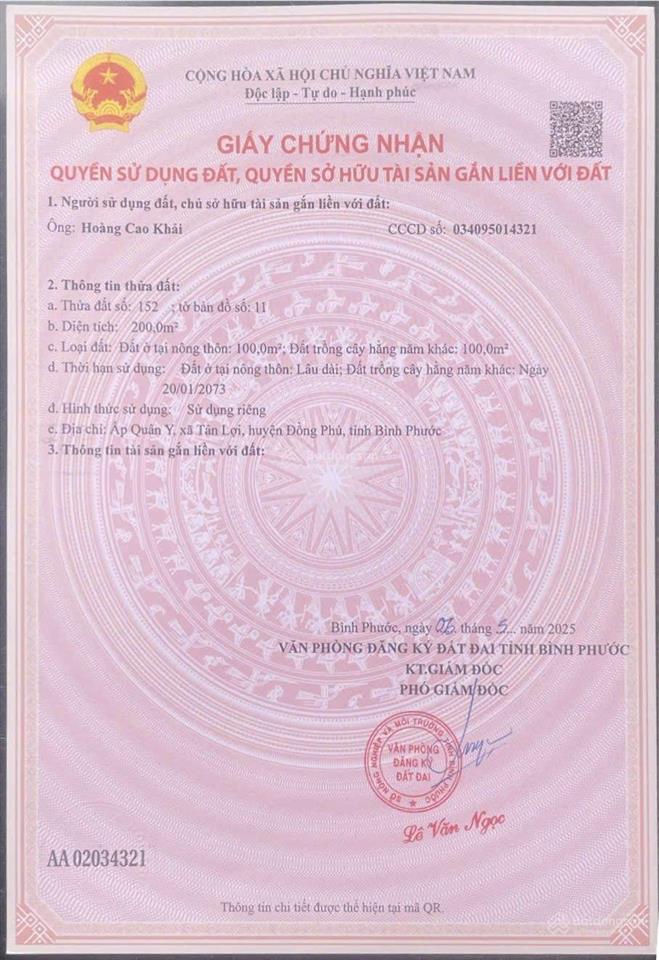 CỘNG HÒA XÃ HỘI CHỦ NGHĨA VIỆT NAM
Độc lập - Tự do - Hạnh phúc
GIẤY CHỨNG NHẬN
QUYỀN SỬ DỤNG ĐẤT, QUYỀN SỞ HỮU TÀI SẢN GẮN LIỀN VỚI ĐẤT
1. Người sử dụng đất, chủ sở hữu tài sản gắn liền với đất:
Ông: Hoàng Cao Khải CCCD số: 034095014321
2. Thông tin thửa đất:
a. Thửa đất số: 152 ; tờ bản đồ số: 11
b. Diện tích: 200,0m²
c. Loại đất: Đất ở tại nông thôn: 100,0m²; Đất trồng cây hằng năm khác: 100,0m²
d. Thời hạn sử dụng: Đất ở tại nông thôn: Lâu dài; Đất trồng cây hằng năm khác: Ngày
20/01/2073
đ. Hình thức sử dụng: Sử dụng riêng
e. Địa chỉ: Ấp Quân Y, xã Tân Lợi, huyện Đồng Phú, tỉnh Bình Phước
3. Thông tin tài sản gắn liền với đất:
Bình Phước, ngày tháng 5 năm 2025
VĂN PHÒNG ĐĂNG KÝ ĐẤT ĐAI TỈNH BÌNH PHƯỚC
KT.GIÁM ĐỐC
PHÓ GIÁM ĐỐC
SỞ NÔNG NGHIỆP VÀ MÔI TRƯỜNG TỈNH BÌNH PHƯỚC
VĂN PHÒNG
ĐĂNG KÝ
ĐẤT ĐAI
Lê Văn Ngọc
AA 02034321
Thông tin chi tiết được thể hiện tại mã QR.